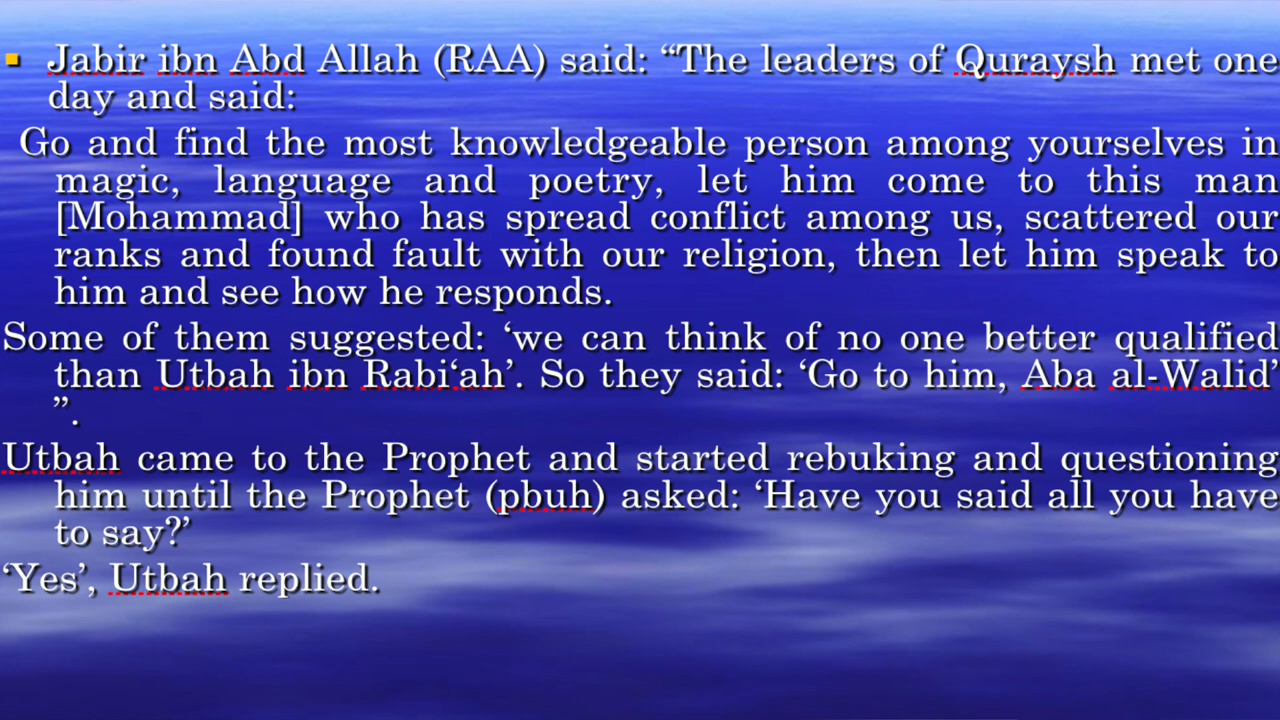 ▪ Jabir ibn Abd Allah (RAA) said: “The leaders of Quraysh met one
day and said:
Go and find the most knowledgeable person among yourselves in
magic, language and poetry, let him come to this man
[Mohammad] who has spread conflict among us, scattered our
ranks and found fault with our religion, then let him speak to
him and see how he responds.
Some of them suggested: ‘we can think of no one better qualified
than Utbah ibn Rabi‘ah’. So they said: ‘Go to him, Aba al-Walid’
”.
Utbah came to the Prophet and started rebuking and questioning
him until the Prophet (pbuh) asked: ‘Have you said all you have
to say?’
‘Yes’, Utbah replied.